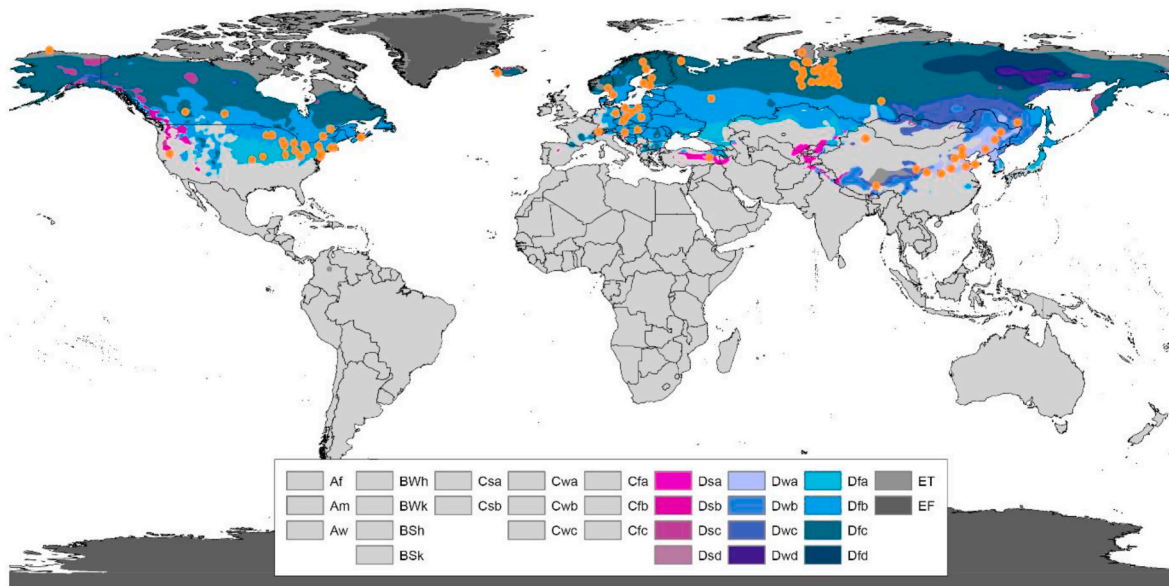 Af BWh Csa Cwa Cfa Dsa Dwa Dfa ET
Am BWk Csb Cwb Cfb Dsb Dwb Dfb EF
Aw BSh Cwc Cfc Dsc Dwc Dfc
BSk Dsd Dwd Dfd